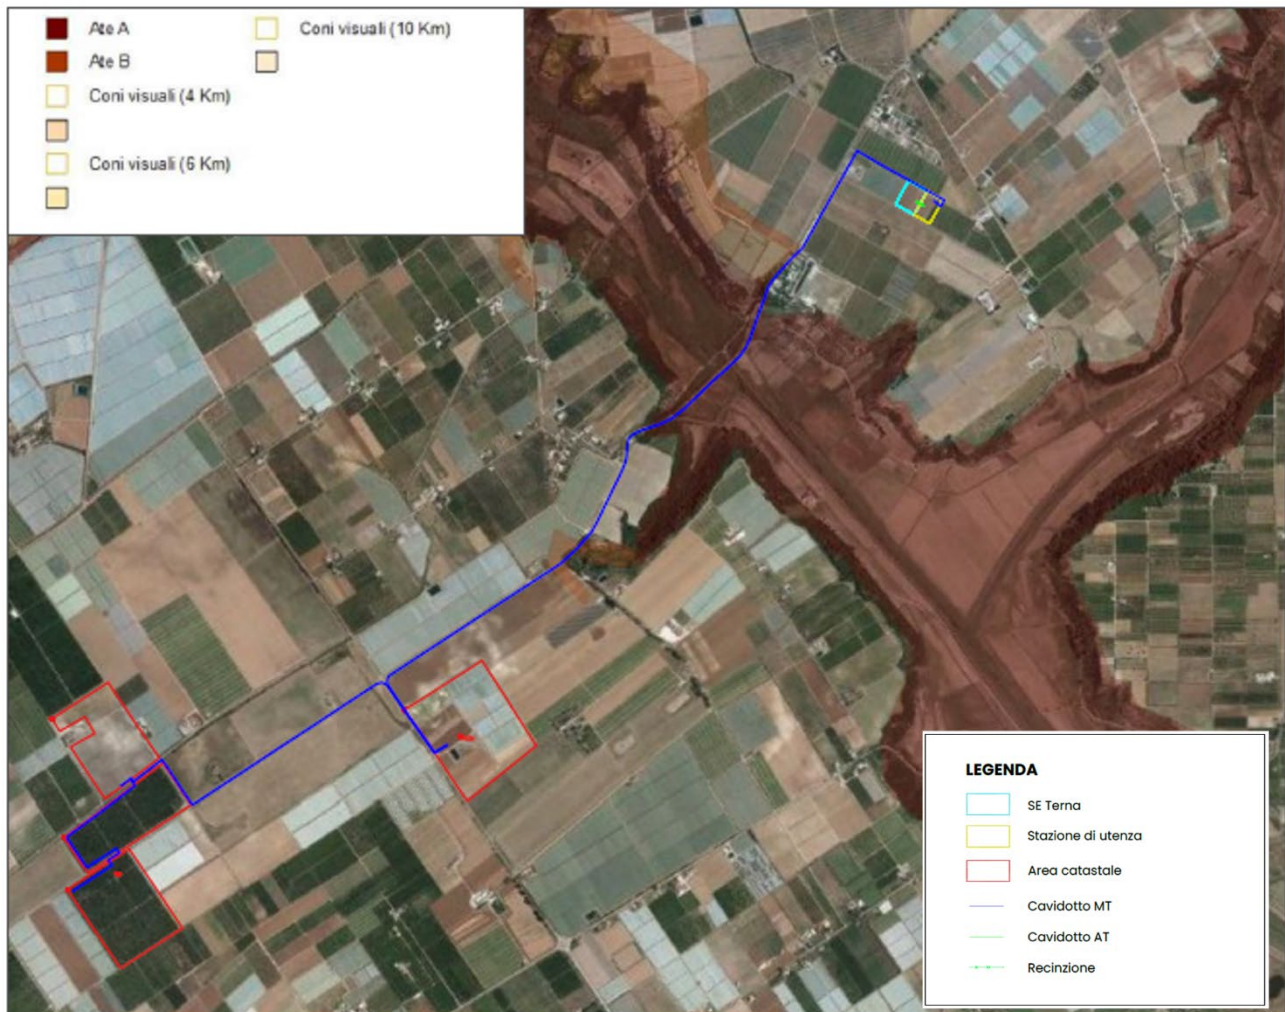 Ate A
Coni visuali (10 Km)
Ate B
Coni visuali (4 Km)
Coni visuali (6 Km)
LEGENDA
SE Terna
Stazione di utenza
Area catastale
Cavidotto MT
Cavidotto AT
Recinzione